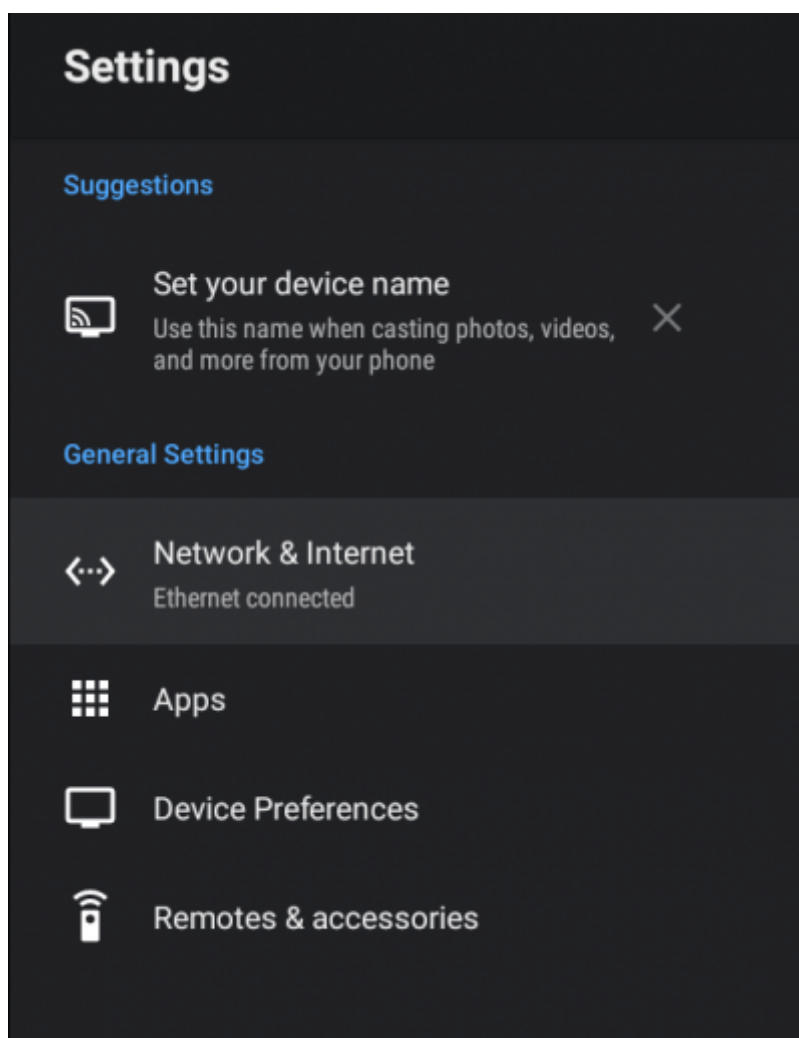 Settings
Suggestions
Set your device name
Use this name when casting photos, videos,
and more from your phone
General Settings
Network & Internet
Ethernet connected
Apps
Device Preferences
Remotes & accessories